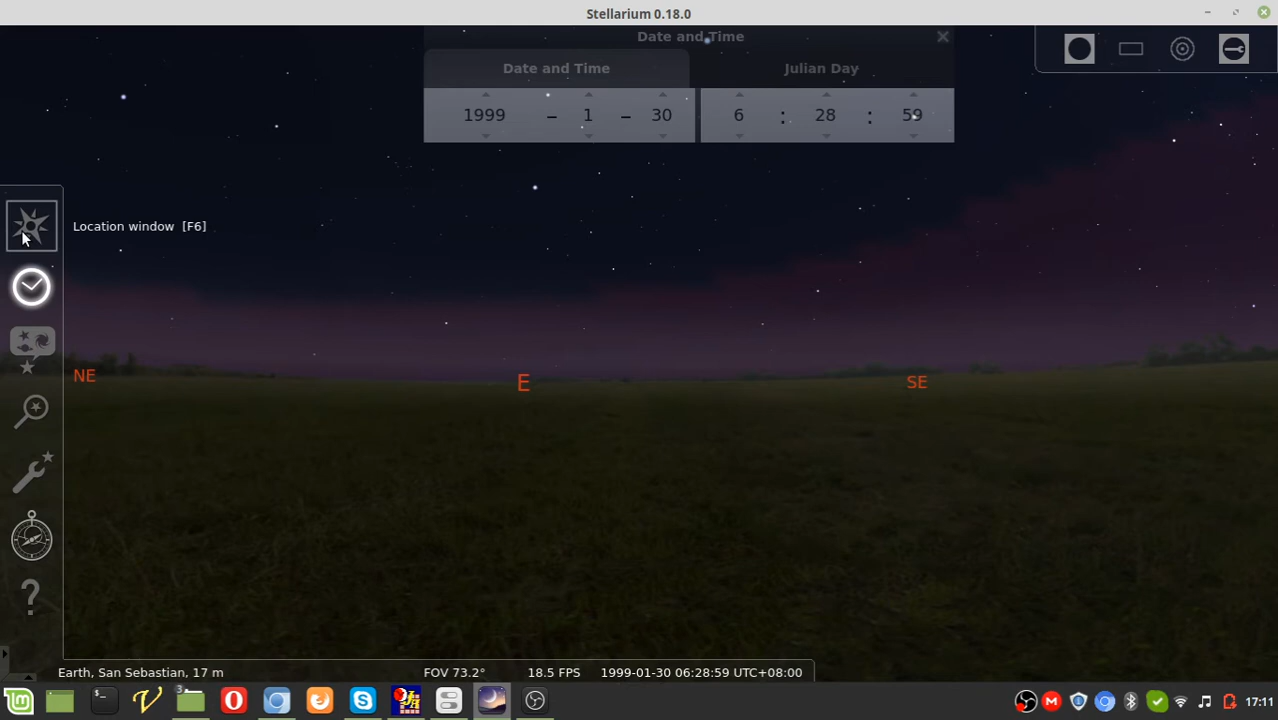 Stellarium 0.18.0
Date and Time
Date and Time
Julian Day
1999 – 1 – 30 6 : 28 : 59
Location window [F6]
NE
E
SE
Earth, San Sebastian, 17 m FOV 73.2° 18.5 FPS 1999-01-30 06:28:59 UTC+08:00
3
17:11